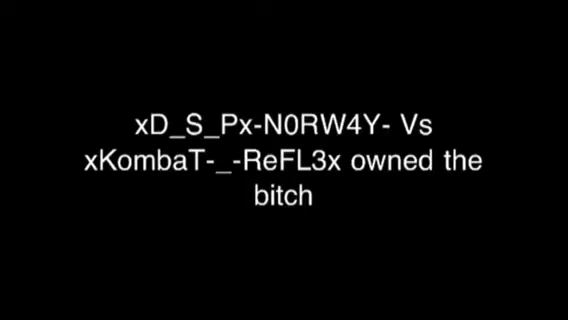 xD_S_Px-N0RW4Y- Vs
xKombaT-_-ReFL3x owned the
bitch